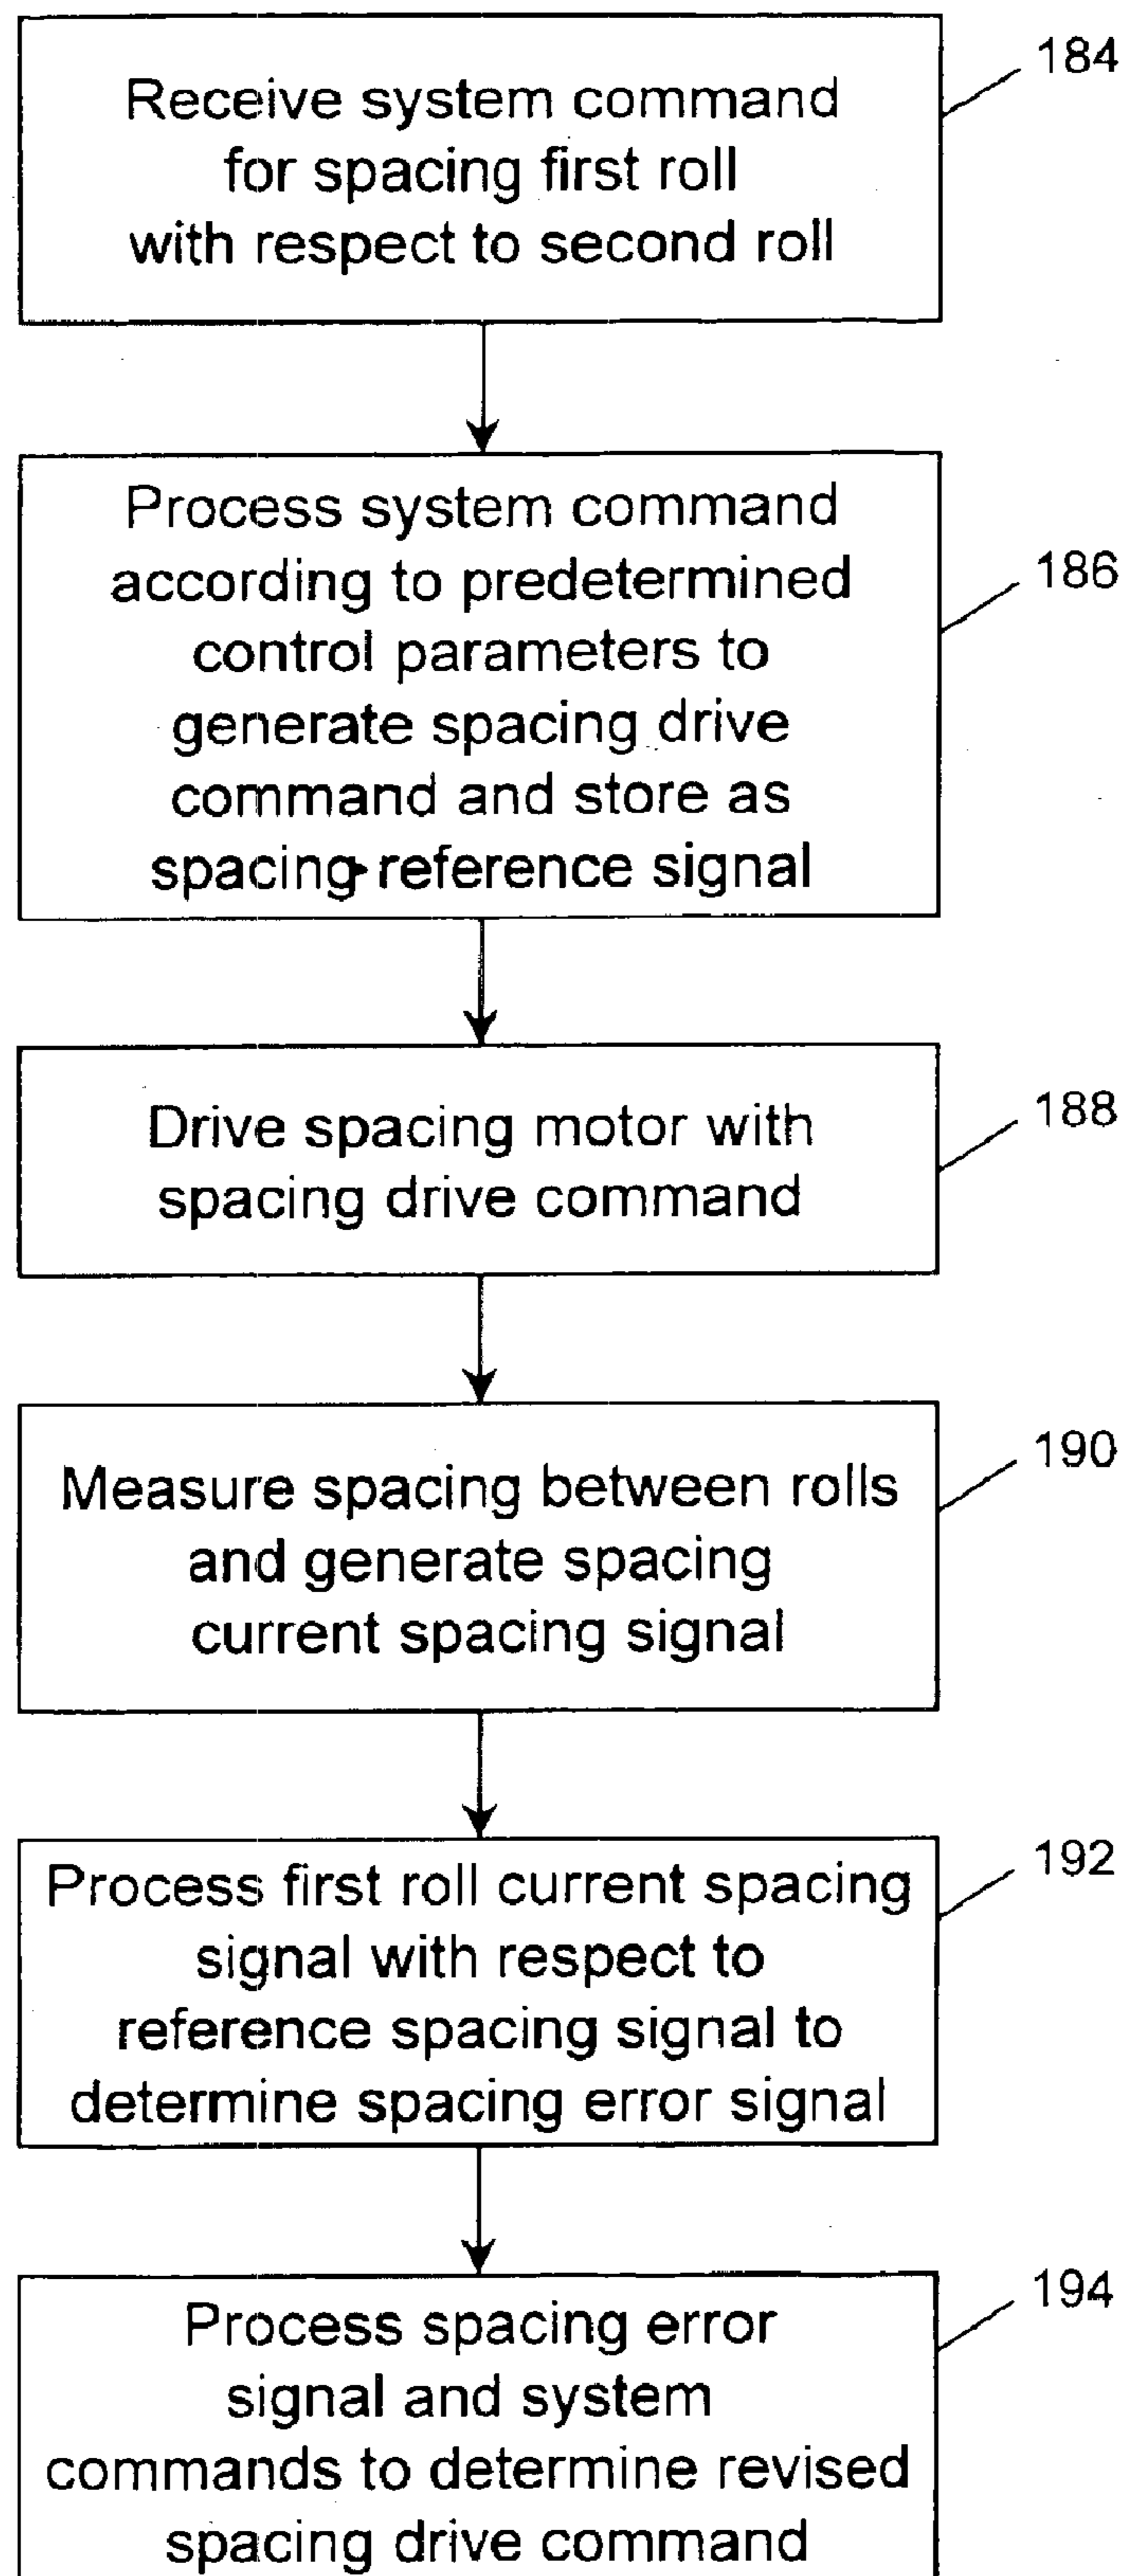 Receive system command
for spacing first roll
with respect to second roll
184
Process system command
according to predetermined
control parameters to
generate spacing drive
command and store as
spacing reference signal
186
Drive spacing motor with
spacing drive command
188
Measure spacing between rolls
and generate spacing
current spacing signal
190
Process first roll current spacing
signal with respect to
reference spacing signal to
determine spacing error signal
192
Process spacing error
signal and system
commands to determine revised
spacing drive command
194